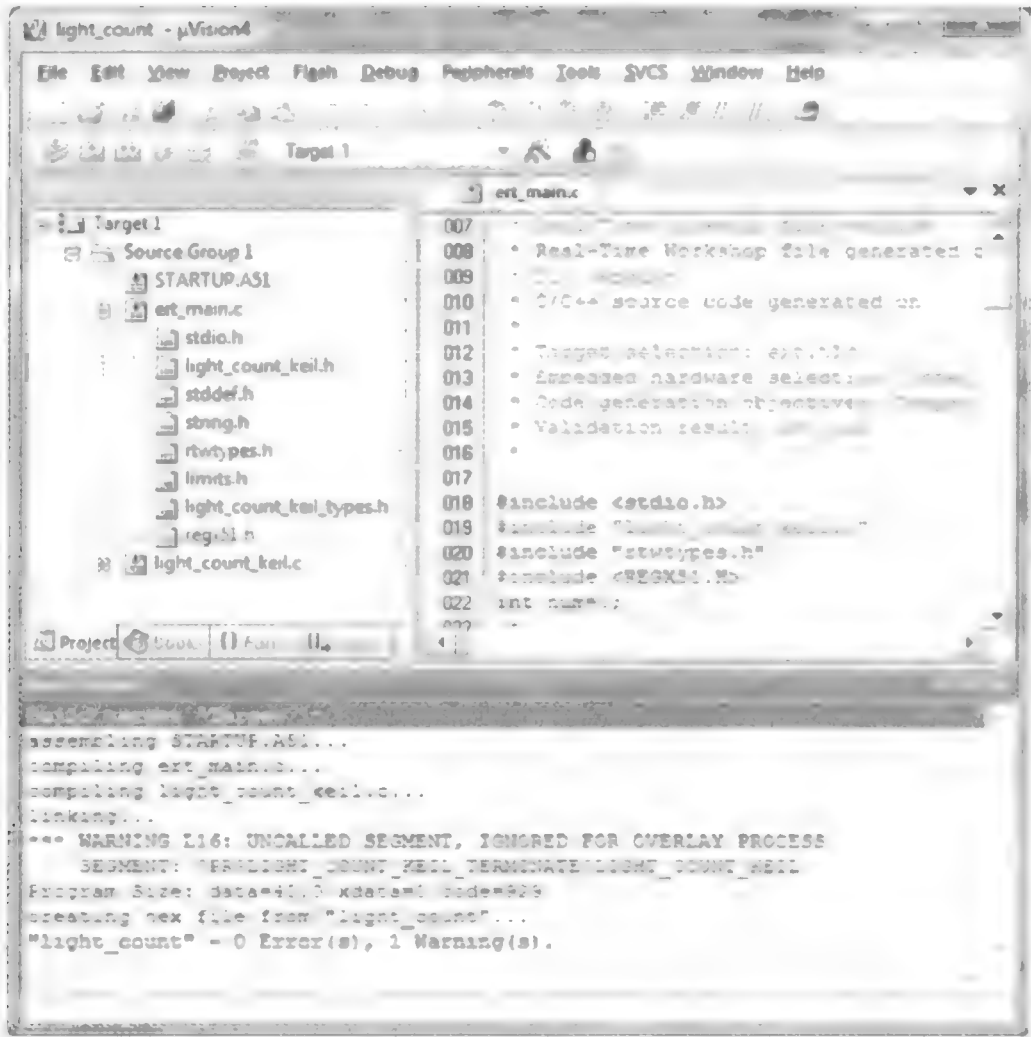 light_count - µVision4
File Edit View Project Flash Debug Peripherals Tools SVCS Window Help
Target 1
ert_main.c
Target 1
Source Group 1
STARTUP.A51
ert_main.c
stdio.h
light_count_keil.h
stddef.h
string.h
rtwtypes.h
limits.h
light_count_keil_types.h
light_count_keil.c
Project
007
008 * Real-Time Workshop file generated
009
010 * C/C++ source code generated on
011 *
012 * Target selection:
013 * Embedded hardware
014 * Code generation
015 * Validation result
016 *
017
018 #include <stdio.h>
019 #include
020 #include "rtwtypes.h"
021 #include <REGX51.H>
022 int
assembling STARTUP.A51...
compiling ert_main.c...
compiling light_count_keil.c...
linking...
*** WARNING L16: UNCALLED SEGMENT, IGNORED FOR OVERLAY PROCESS
SEGMENT:
Program Size:
creating hex file from "light_count"...
"light_count" - 0 Error(s), 1 Warning(s).